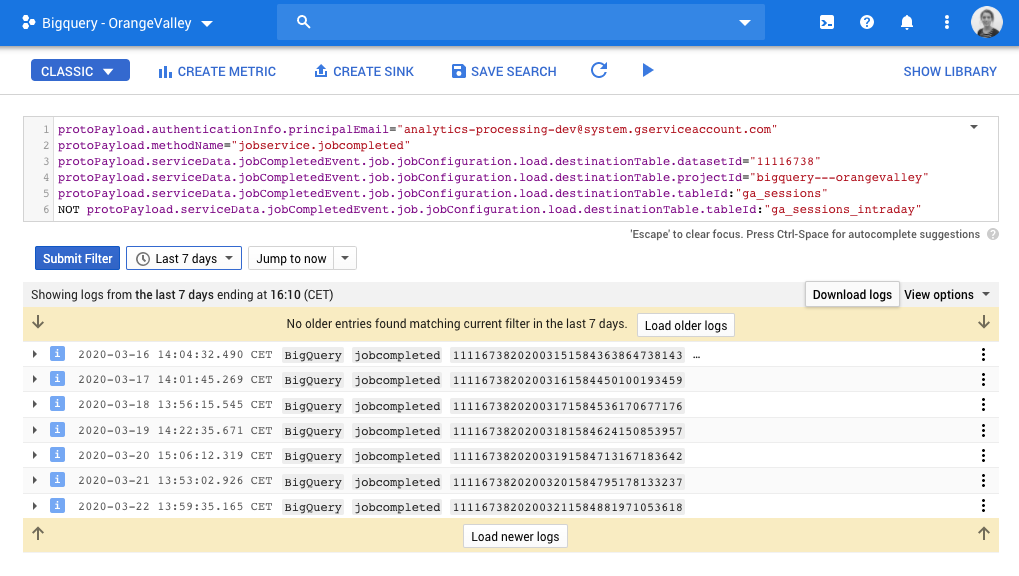 Bigquery - OrangeValley
CLASSIC CREATE METRIC CREATE SINK SAVE SEARCH SHOW LIBRARY
1 protoPayload.authenticationInfo.principalEmail="analytics-processing-dev@system.gserviceaccount.com"
2 protoPayload.methodName="jobservice.jobcompleted"
3 protoPayload.serviceData.jobCompletedEvent.job.jobConfiguration.load.destinationTable.datasetId="11116738"
4 protoPayload.serviceData.jobCompletedEvent.job.jobConfiguration.load.destinationTable.projectId="bigquery---orangevalley"
5 protoPayload.serviceData.jobCompletedEvent.job.jobConfiguration.load.destinationTable.tableId:"ga_sessions"
6 NOT protoPayload.serviceData.jobCompletedEvent.job.jobConfiguration.load.destinationTable.tableId:"ga_sessions_intraday"
'Escape' to clear focus. Press Ctrl-Space for autocomplete suggestions ?
Submit Filter Last 7 days Jump to now
Showing logs from the last 7 days ending at 16:10 (CET) Download logs View options
No older entries found matching current filter in the last 7 days. Load older logs
i 2020-03-16 14:04:32.490 CET BigQuery jobcompleted 11116738202003151584363864738143 …
i 2020-03-17 14:01:45.269 CET BigQuery jobcompleted 11116738202003161584450100193459
i 2020-03-18 13:56:15.545 CET BigQuery jobcompleted 11116738202003171584536170677176
i 2020-03-19 14:22:35.671 CET BigQuery jobcompleted 11116738202003181584624150853957
i 2020-03-20 15:06:12.319 CET BigQuery jobcompleted 11116738202003191584713167183642
i 2020-03-21 13:53:02.926 CET BigQuery jobcompleted 11116738202003201584795178133237
i 2020-03-22 13:59:35.165 CET BigQuery jobcompleted 11116738202003211584881971053618
Load newer logs